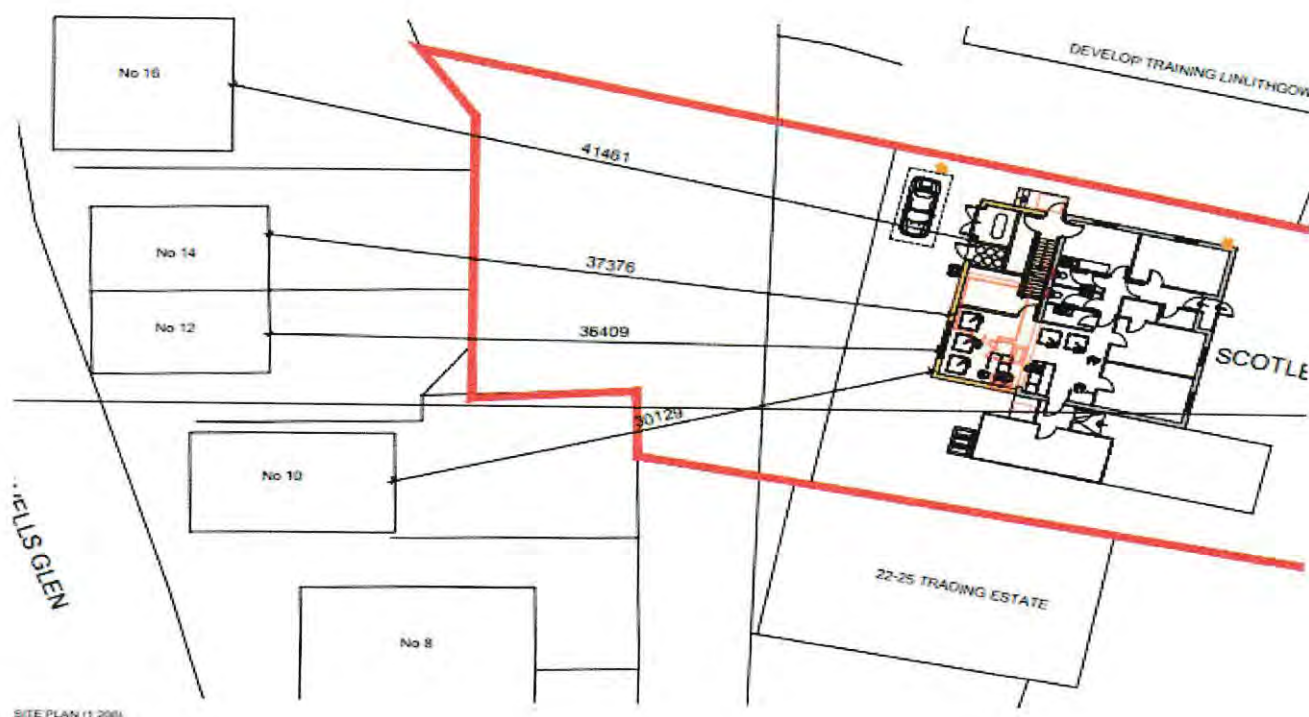 DEVELOP TRAINING LINLITHGOW
No 16
41461
No 14
37376
No 12
36409
SCOTLE
30129
No 10
ELLS GLEN
22-25 TRADING ESTATE
No 8
SITE PLAN (1:200)